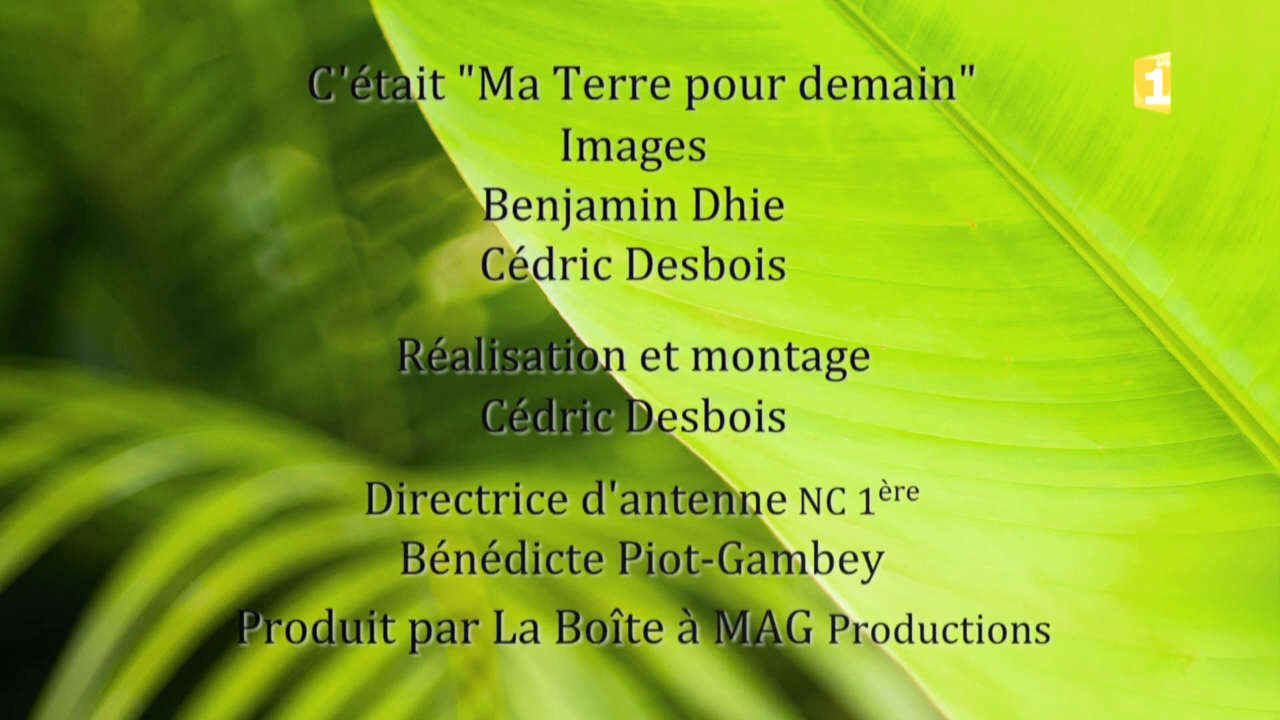 C'était "Ma Terre pour demain"
1ère
Images
Benjamin Dhie
Cédric Desbois
Réalisation et montage
Cédric Desbois
Directrice d'antenne NC 1ère
Bénédicte Piot-Gambey
Produit par La Boîte à MAG Productions